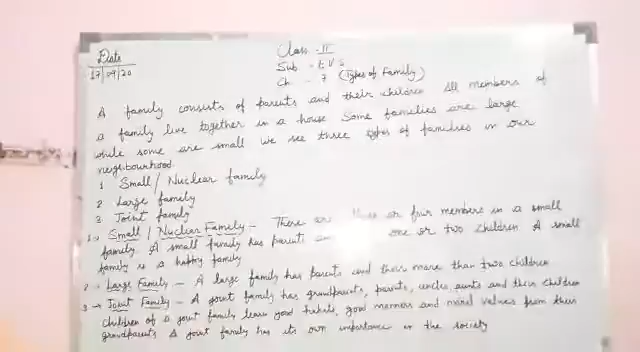 Date
17/09/20
Class - II
Sub - E V S
Ch - 7 (Types of Family)
A family consists of parents and their children All members of
a family live together in a house Some families are large
while some are small We see three types of families in our
neighbourhood.
1 Small / Nuclear family
2 Large family
3 Joint family
1 → Small / Nuclear Family - There are or four members in a small
family. A small family has parents one or two children A small
family is a happy family
2 → Large Family - A large family has parents and their more than two children
3 → Joint Family - A joint family has grandparents, parents, uncles, aunts and their children
Children of a joint family learn good habits, good manners and moral values from their
grandparents A joint family has its own importance in the society